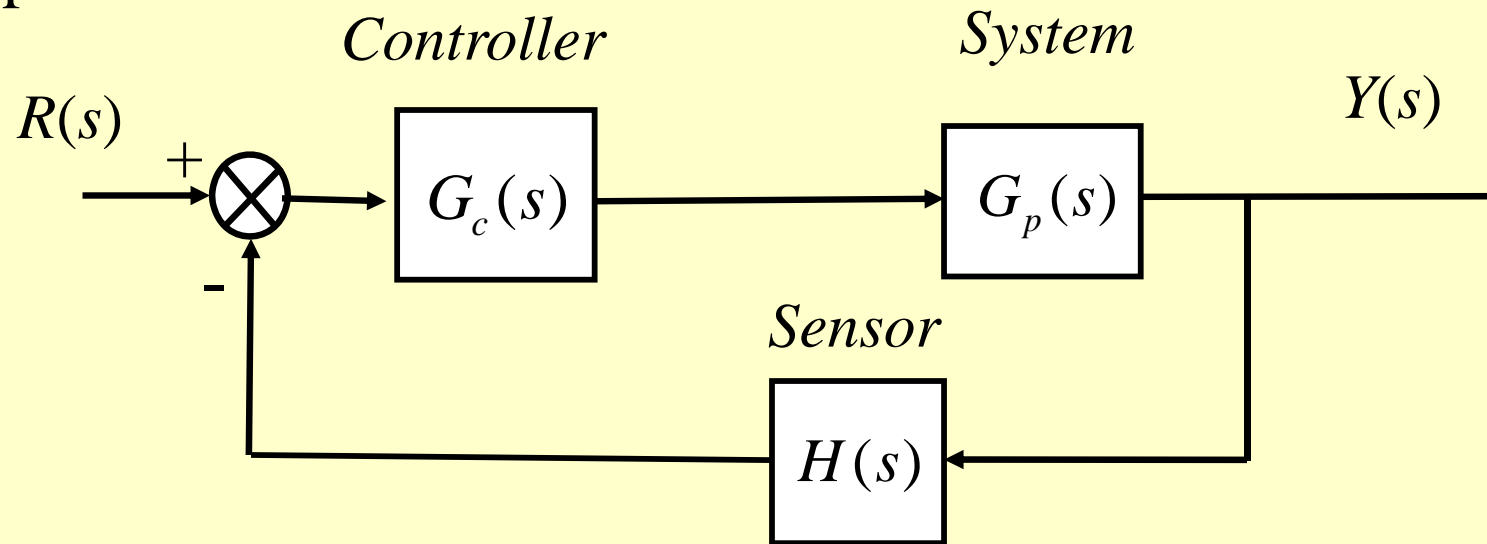 Controller
System
R(s)
Y(s)
+
G_c(s)
G_p(s)
-
Sensor
H(s)